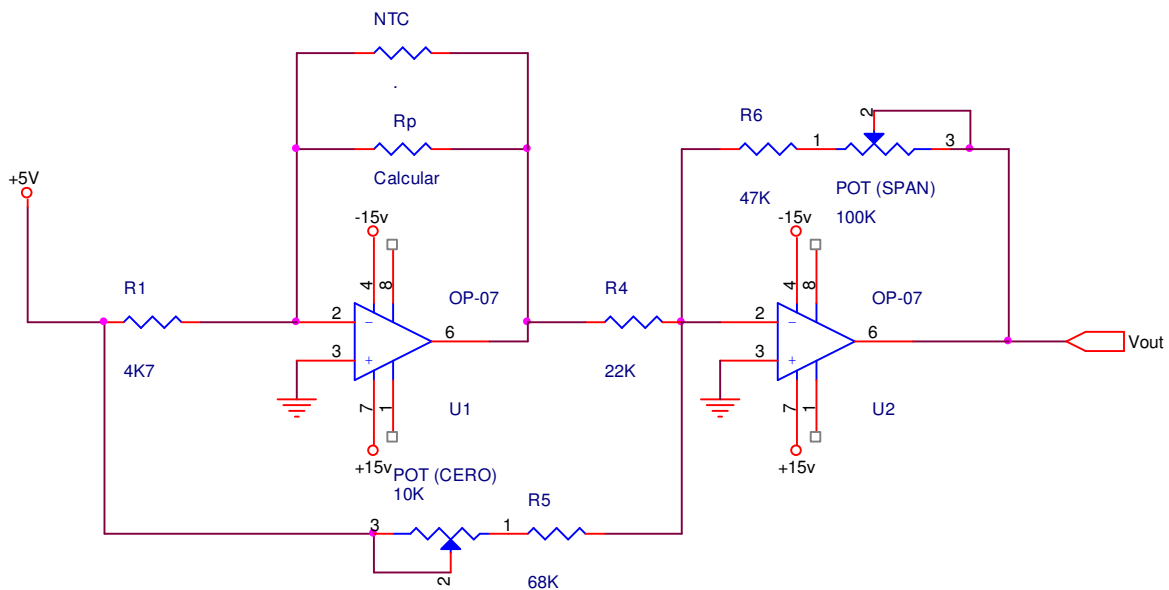 NTC
.
Rp
Calcular
+5V
R1
4K7
-15v
4
8
2
3
−
+
6
OP-07
U1
7
1
+15v
R4
22K
R6
47K
1
2
3
POT (SPAN)
100K
-15v
4
8
2
3
−
+
6
OP-07
U2
7
1
+15v
Vout
POT (CERO)
10K
3
2
1
R5
68K